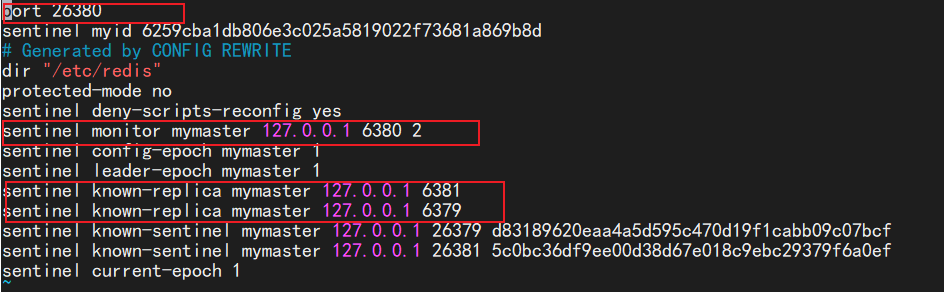 port 26380
sentinel myid 6259cba1db806e3c025a5819022f73681a869b8d
# Generated by CONFIG REWRITE
dir "/etc/redis"
protected-mode no
sentinel deny-scripts-reconfig yes
sentinel monitor mymaster 127.0.0.1 6380 2
sentinel config-epoch mymaster 1
sentinel leader-epoch mymaster 1
sentinel known-replica mymaster 127.0.0.1 6381
sentinel known-replica mymaster 127.0.0.1 6379
sentinel known-sentinel mymaster 127.0.0.1 26379 d83189620eaa4a5d595c470d19f1cabb09c07bcf
sentinel known-sentinel mymaster 127.0.0.1 26381 5c0bc36df9ee00d38d67e018c9ebc29379f6a0ef
sentinel current-epoch 1
~